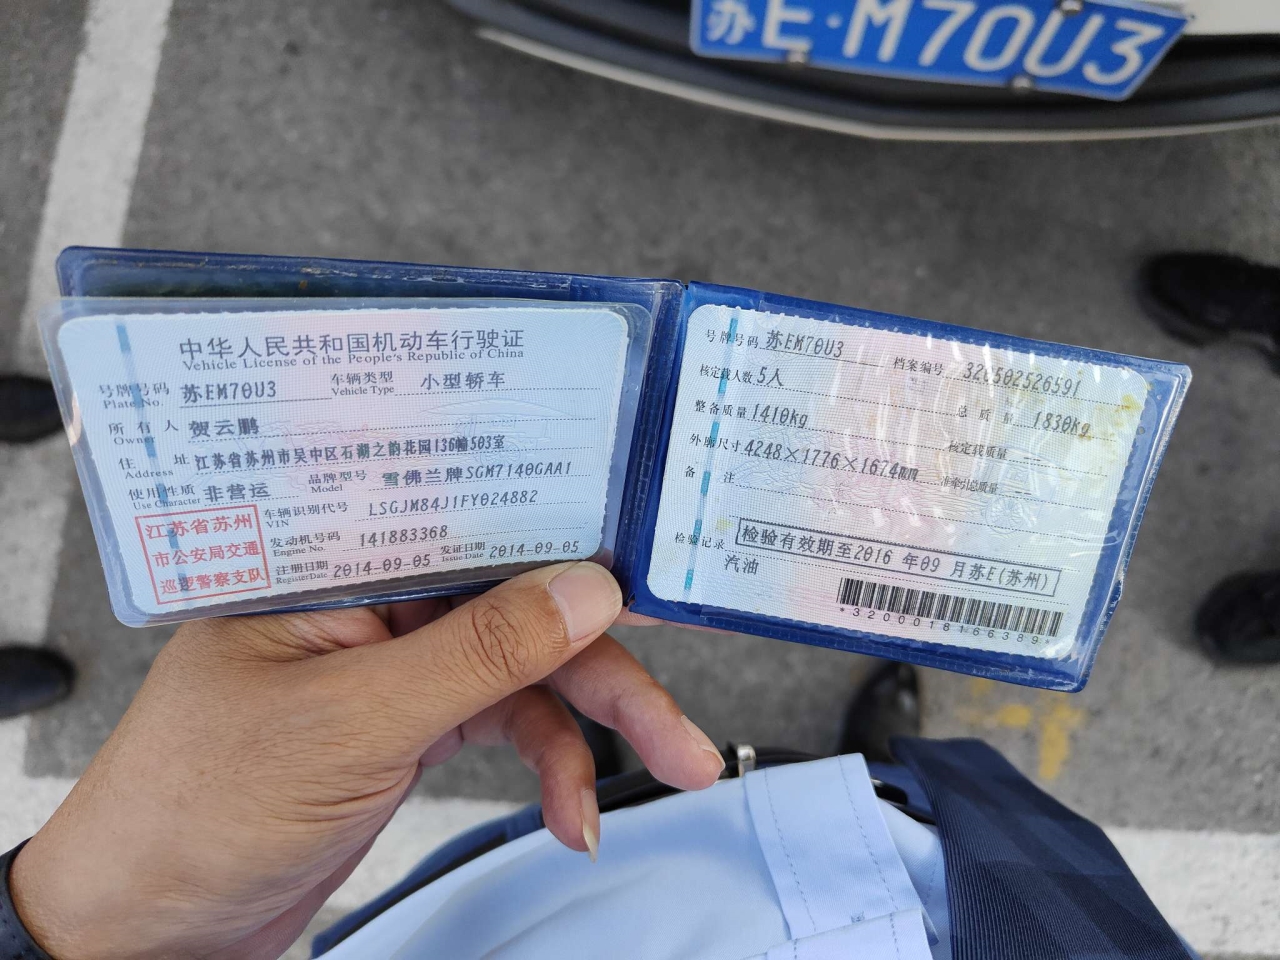 苏E·M70U3
中华人民共和国机动车行驶证
Vehicle License of the People's Republic of China
号牌号码 苏EM70U3 车辆类型 小型轿车
Plate No. Vehicle Type
所有人 贺云鹏
Owner
住址 江苏省苏州市吴中区石湖之韵花园136幢503室
Address
使用性质 非营运 品牌型号 雪佛兰牌SGM7140GAA1
Use Character Model
江苏省苏州
市公安局交通
巡逻警察支队
车辆识别代号 LSGJM84J1FY024882
VIN
发动机号码 141883368
Engine No.
注册日期 2014-09-05 发证日期 2014-09-05
Register Date Issue Date
号牌号码 苏EM70U3 档案编号 320502526591
核定载人数 5人 总质量 1830kg
整备质量 1410kg 核定载质量 --
外廓尺寸 4248×1776×1674mm 准牵引总质量 --
备注
检验记录 检验有效期至2016年09月苏E(苏州)
汽油
*3200018166389*